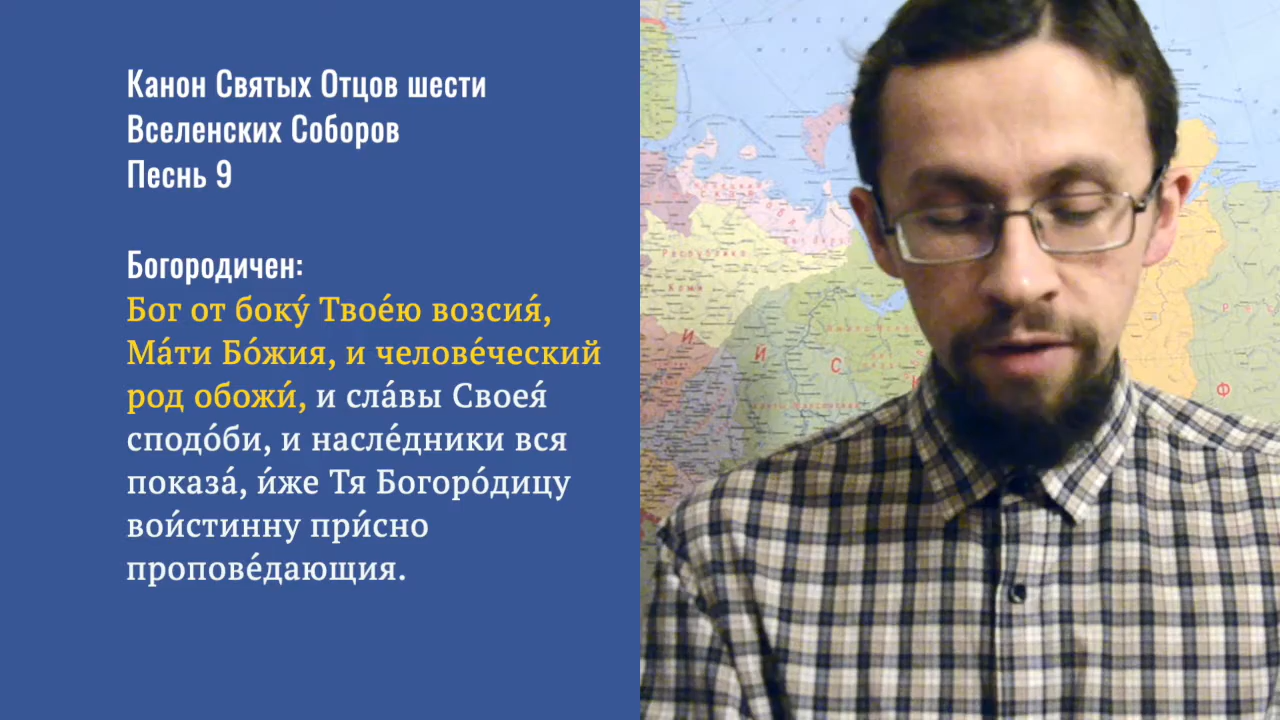 Канон Святых Отцов шести
Вселенских Соборов
Песнь 9
Богородичен:
Бог от боку́ Твое́ю возсия́,
Ма́ти Бо́жия, и челове́ческий
род обожи́, и сла́вы Своея́
сподо́би, и насле́дники вся
показа́, и́же Тя Богоро́дицу
вои́стинну при́сно
пропове́дающия.